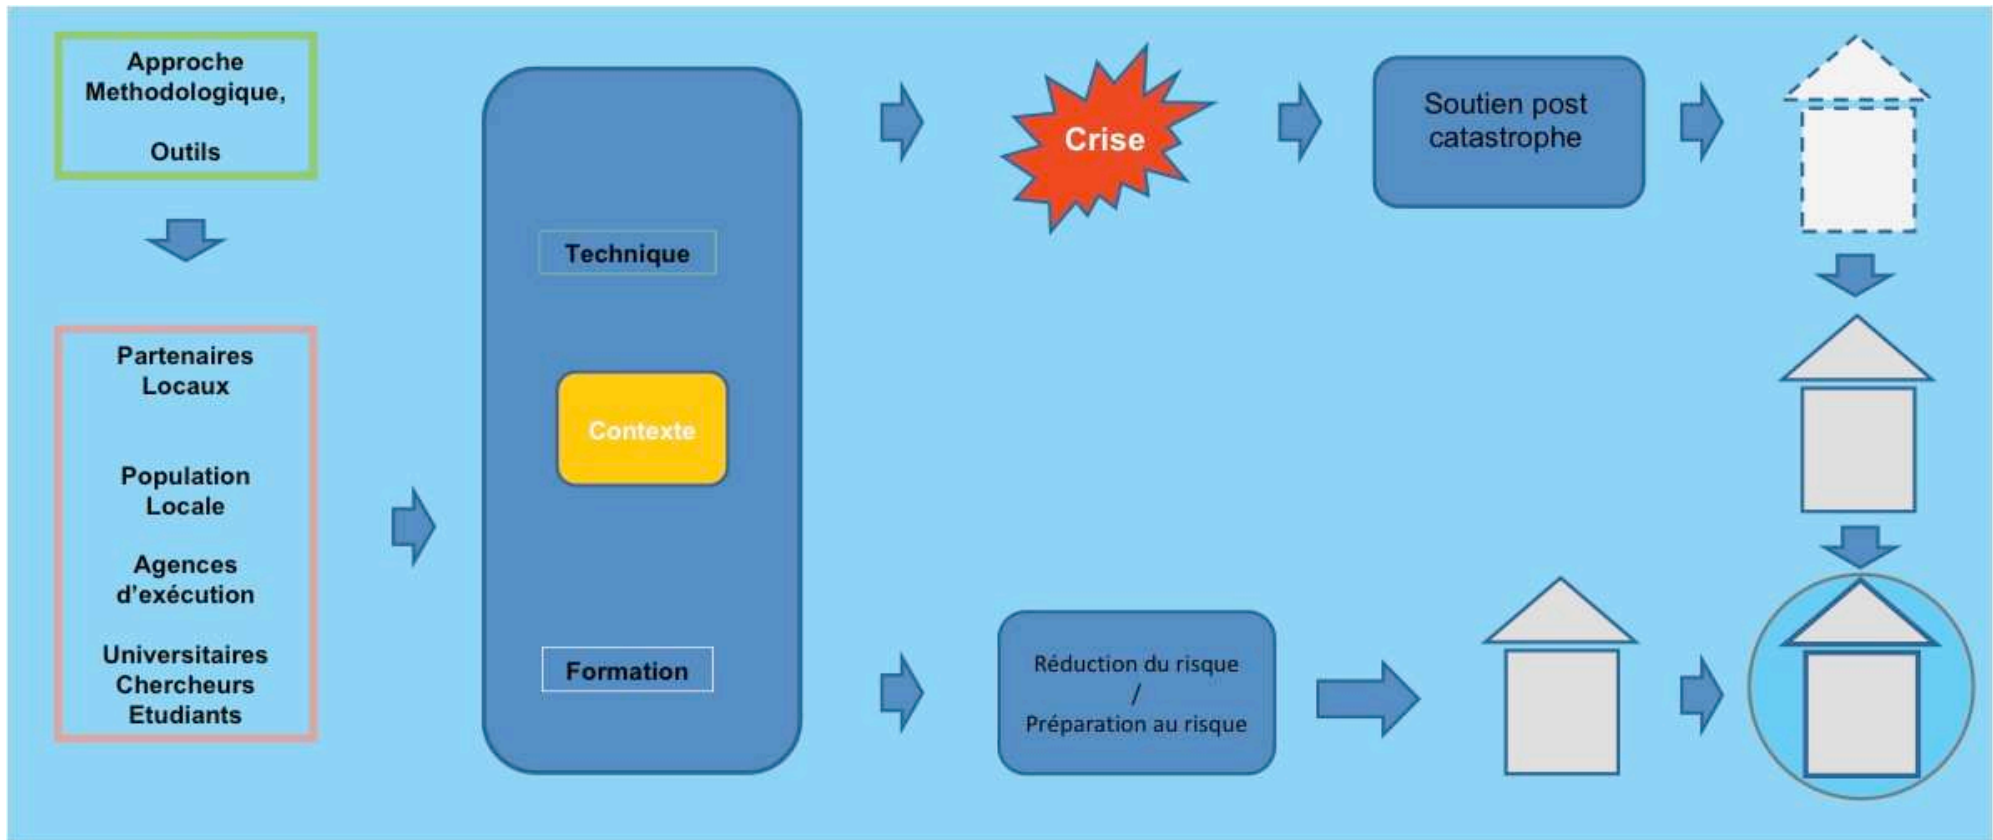 Approche
Methodologique,
Outils
Partenaires
Locaux
Population
Locale
Agences
d'exécution
Universitaires
Chercheurs
Etudiants
Technique
Contexte
Formation
Crise
Soutien post
catastrophe
Réduction du risque
/
Préparation au risque